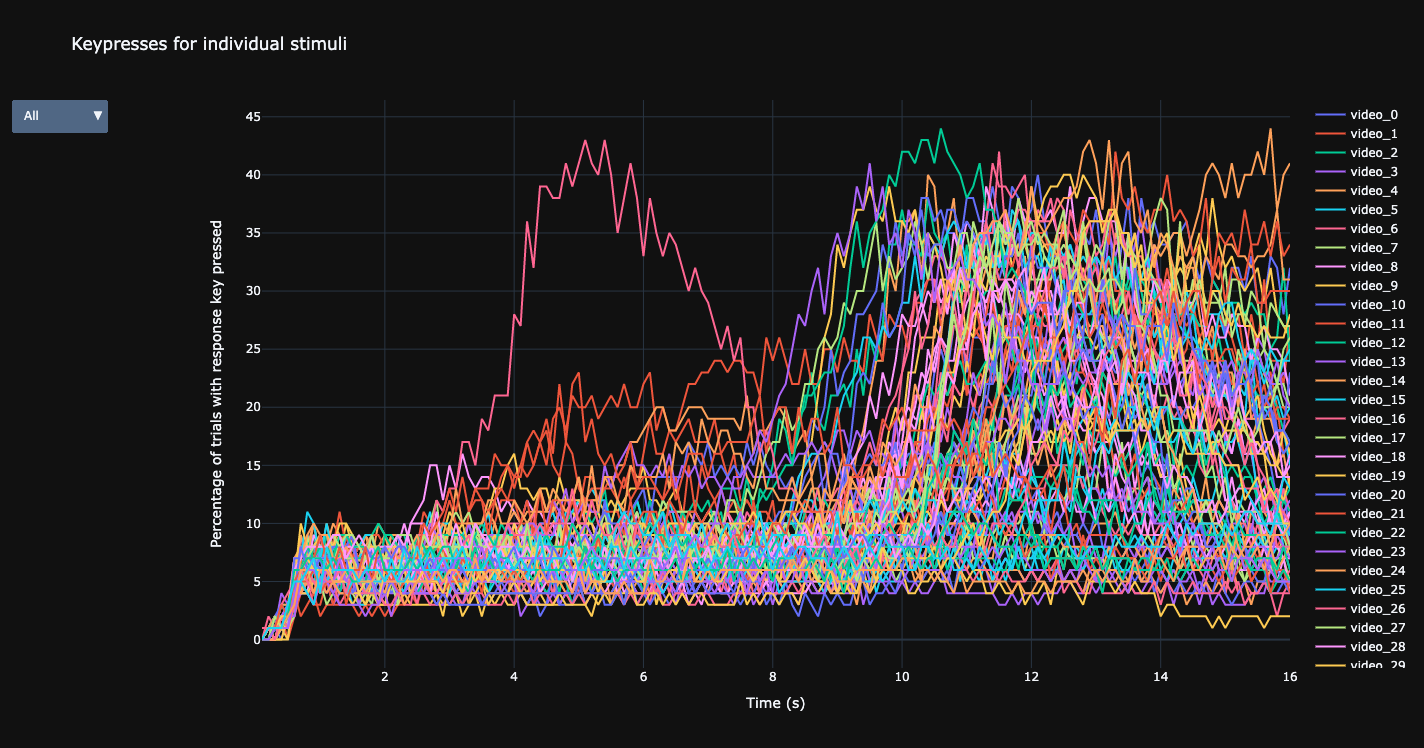 Keypresses for individual stimuli
All ▼
Percentage of trials with response key pressed
45
40
35
30
25
20
15
10
5
0
2
4
6
8
10
12
14
16
Time (s)
video_0
video_1
video_2
video_3
video_4
video_5
video_6
video_7
video_8
video_9
video_10
video_11
video_12
video_13
video_14
video_15
video_16
video_17
video_18
video_19
video_20
video_21
video_22
video_23
video_24
video_25
video_26
video_27
video_28
video_29